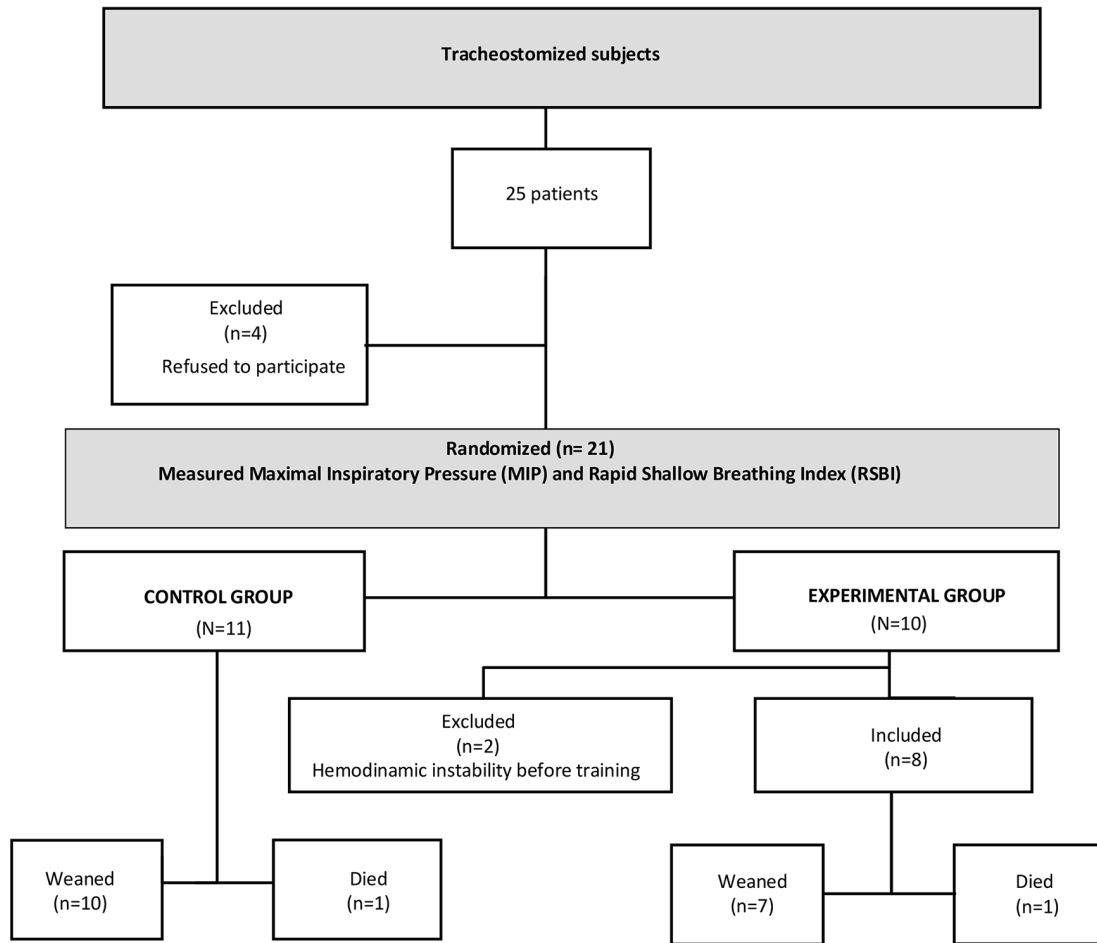 Tracheostomized subjects
25 patients
Excluded
(n=4)
Refused to participate
Randomized (n= 21)
Measured Maximal Inspiratory Pressure (MIP) and Rapid Shallow Breathing Index (RSBI)
CONTROL GROUP
(N=11)
EXPERIMENTAL GROUP
(N=10)
Excluded
(n=2)
Hemodinamic instability before training
Included
(n=8)
Weaned
(n=10)
Died
(n=1)
Weaned
(n=7)
Died
(n=1)